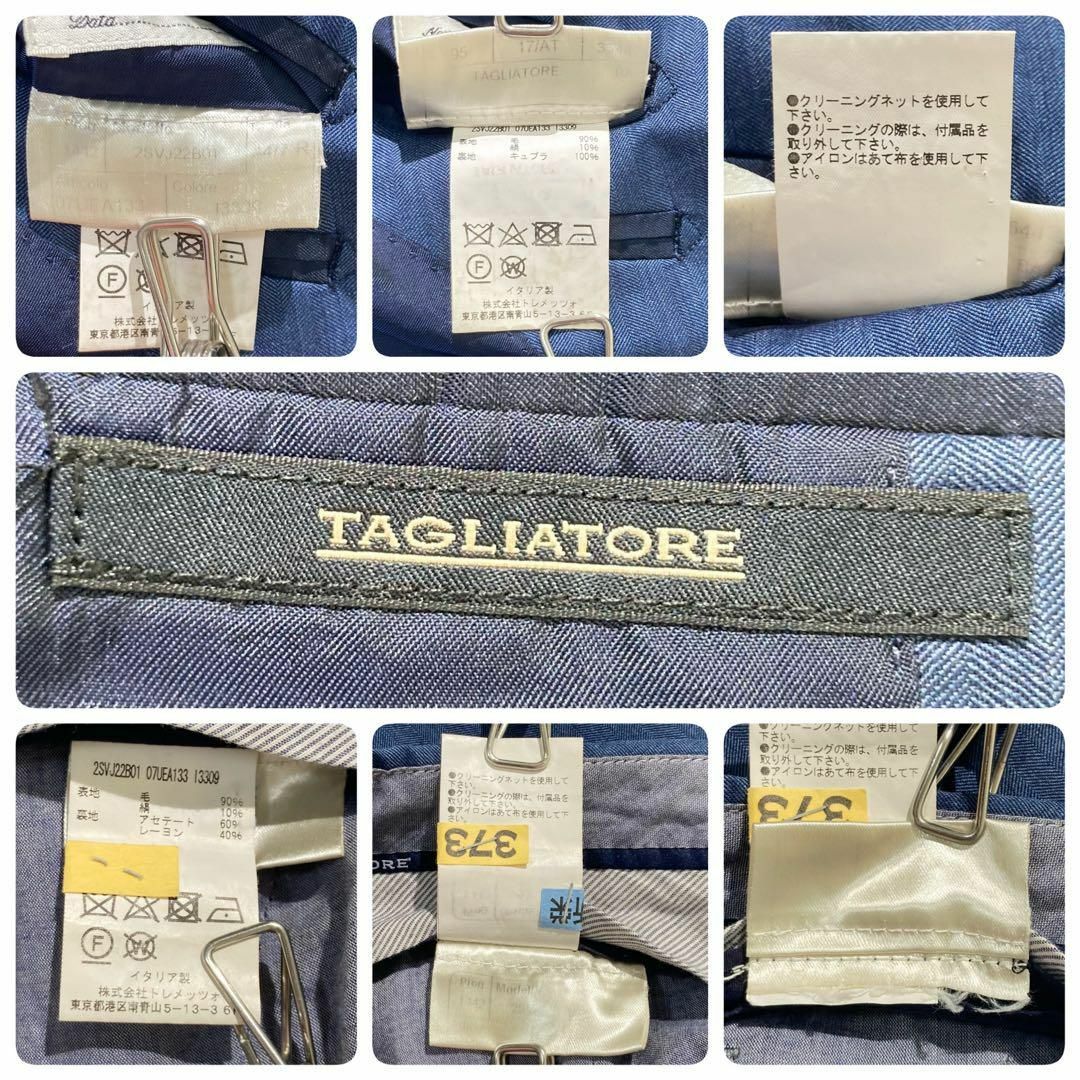 Data
2SVJ22B01
Articolo
Colore
07UEA133
13309
イタリア製
株式会社トレメッツォ
東京都港区南青山5-13-3
95
17/AT
TAGLIATORE
2SVJ22B01 07UEA133 13309
表地
毛
90%
絹
10%
裏地
キュプラ
100%
イタリア製
株式会社トレメッツォ
東京都港区南青山5-13-3 6F
●クリーニングネットを使用して
下さい。
●クリーニングの際は、付属品を
取り外して下さい。
●アイロンはあて布を使用して下
さい。
TAGLIATORE
2SVJ22B01 07UEA133 13309
表地
毛
90%
絹
10%
裏地
アセテート
60%
レーヨン
40%
イタリア製
株式会社トレメッツォ
東京都港区南青山5-13-3 6F
●クリーニングネットを使用して
下さい。
●クリーニングの際は、付属品を
取り外して下さい。
●アイロンはあて布を使用して下
さい。
373
ORE
Modello
クリーニングネットを使用して
下さい。
●クリーニングの際は、付属品を
取り外して下さい。
●アイロンはあて布を使用して下
さい。
373